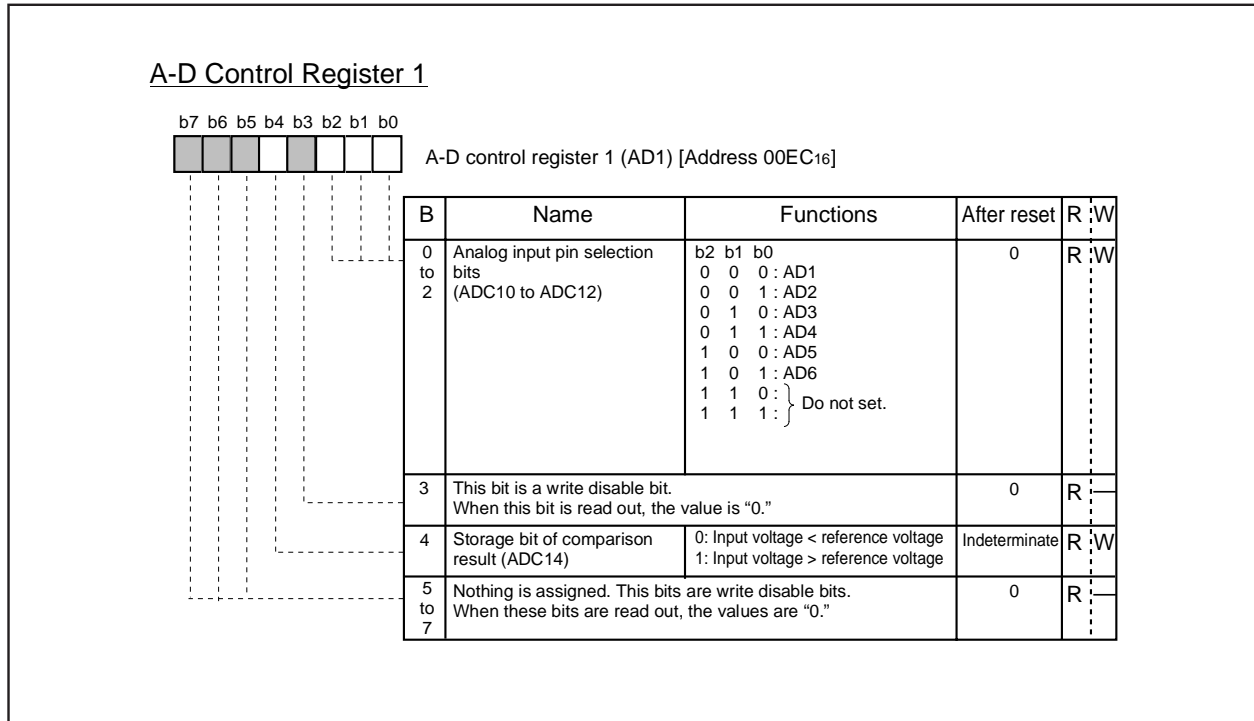 A-D Control Register 1
b7 b6 b5 b4 b3 b2 b1 b0
A-D control register 1 (AD1) [Address 00EC16]
B Name Functions After reset R W
0 to 2
Analog input pin selection
bits
(ADC10 to ADC12)
b2 b1 b0
0 0 0 : AD1
0 0 1 : AD2
0 1 0 : AD3
0 1 1 : AD4
1 0 0 : AD5
1 0 1 : AD6
1 1 0 :
1 1 1 :
Do not set.
0 R W
3
This bit is a write disable bit.
When this bit is read out, the value is “0.”
0 R —
4
Storage bit of comparison
result (ADC14)
0: Input voltage < reference voltage
1: Input voltage > reference voltage
Indeterminate R W
5 to 7
Nothing is assigned. This bits are write disable bits.
When these bits are read out, the values are “0.”
0 R —